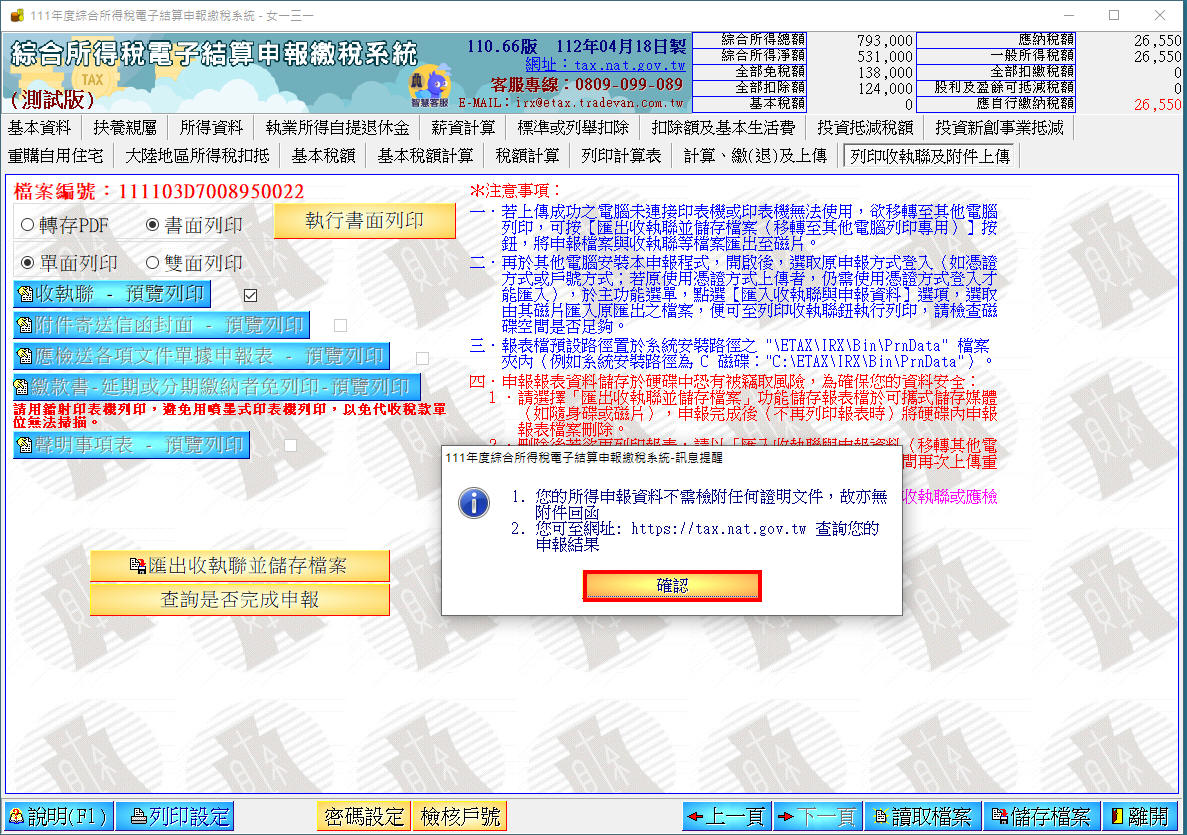 111年度綜合所得稅電子結算申報繳稅系統 - 女一三一
綜合所得稅電子結算申報繳稅系統
TAX
(測試版)
智慧客服
110.66版 112年04月18日製
網址：tax.nat.gov.tw
客服專線：0809-099-089
E-MAIL：irx@etax.tradevan.com.tw
綜合所得總額 793,000 應納稅額 26,550
綜合所得淨額 531,000 一般所得稅額 26,550
全部免稅額 138,000 全部扣繳稅額 0
全部扣除額 124,000 股利及盈餘可抵減稅額 0
基本稅額 0 應自行繳納稅額 26,550
基本資料 扶養親屬 所得資料 執業所得自提退休金 薪資計算 標準或列舉扣除 扣除額及基本生活費 投資抵減稅額 投資新創事業抵減
重購自用住宅 大陸地區所得稅扣抵 基本稅額 基本稅額計算 稅額計算 列印計算表 計算、繳(退)及上傳 列印收執聯及附件上傳
檔案編號：111103D7008950022
轉存PDF 書面列印 執行書面列印
單面列印 雙面列印
收執聯 - 預覽列印
附件寄送信函封面 - 預覽列印
應檢送各項文件單據申報表 - 預覽列印
繳款書-延期或分期繳納者免列印-預覽列印
請用鐳射印表機列印，避免用噴墨式印表機列印，以免代收稅款單
位無法掃描。
聲明事項表 - 預覽列印
匯出收執聯並儲存檔案
查詢是否完成申報
※注意事項：
一．若上傳成功之電腦未連接印表機或印表機無法使用，欲移轉至其他電腦
列印，可按［匯出收執聯並儲存檔案（移轉至其他電腦列印專用）］按
鈕，將申報檔案與收執聯等檔案匯出至磁片。
二．再於其他電腦安裝本申報程式，開啟後，選取原申報方式登入（如憑證
方式或戶號方式；若原使用憑證方式上傳者，仍需使用憑證方式登入才
能匯入），於主功能選單，點選［匯入收執聯與申報資料］選項，選取
由其磁片匯入原匯出之檔案，便可至列印收執聯鈕執行列印，請檢查磁
碟空間是否足夠。
三．報表檔預設路徑置於系統安裝路徑之 "\ETAX\IRX\Bin\PrnData" 檔案
夾內（例如系統安裝路徑為 C 磁碟："C:\ETAX\IRX\Bin\PrnData"）。
四．申報報表資料儲存於硬碟中恐有被竊取風險，為確保您的資料安全：
1．請選擇「匯出收執聯並儲存檔案」功能儲存報表檔於可攜式儲存媒體
（如隨身碟或磁片），申報完成後（不再列印報表時）將硬碟內申報
報表檔案刪除。
2．刪除後若欲再列印報表，請以「匯入收執聯與申報資料（移轉其他電
間再次上傳重
收執聯或應檢
111年度綜合所得稅電子結算申報繳稅系統-訊息提醒
1. 您的所得申報資料不需檢附任何證明文件，故亦無
附件回函
2. 您可至網址: https://tax.nat.gov.tw 查詢您的
申報結果
確認
說明(F1) 列印設定 密碼設定 檢核戶號 上一頁 下一頁 讀取檔案 儲存檔案 離開